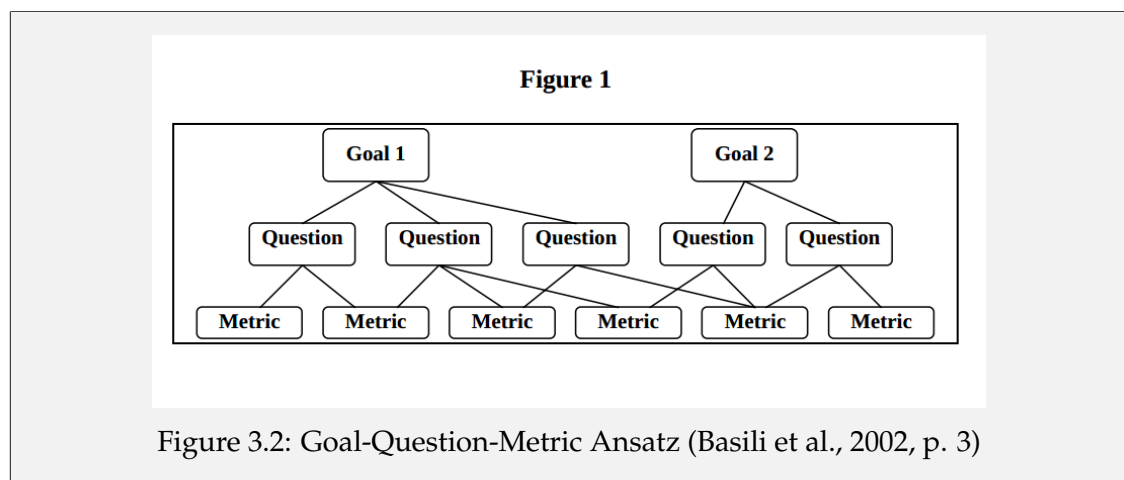 Figure 1
Goal 1 Goal 2
Question Question Question Question Question
Metric Metric Metric Metric Metric Metric
Figure 3.2: Goal-Question-Metric Ansatz (Basili et al., 2002, p. 3)